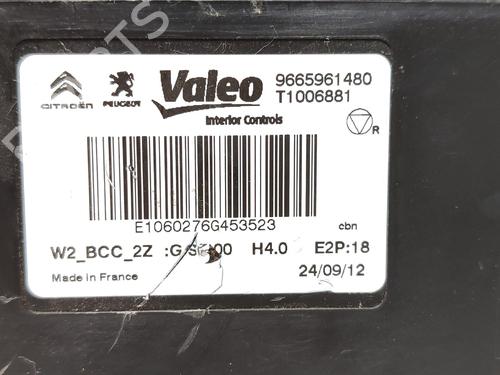 CITROËN PEUGEOT Valeo 9665961480
T1006881
Interior Controls
R
E1060276G453523
cbn
W2_BCC_2Z H4.0 E2P:18
Made in France 24/09/12